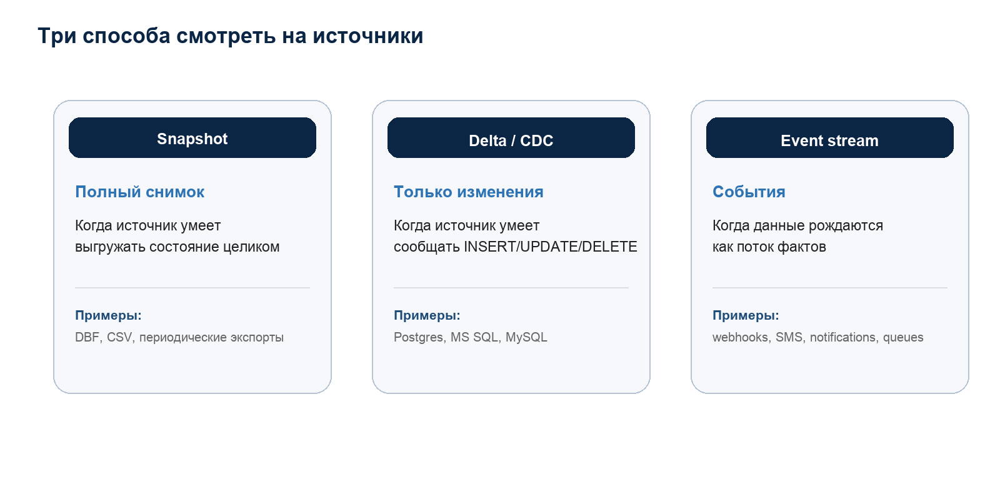 Три способа смотреть на источники
Snapshot
Полный снимок
Когда источник умеет
выгружать состояние целиком
Примеры:
DBF, CSV, периодические экспорты
Delta / CDC
Только изменения
Когда источник умеет
сообщать INSERT/UPDATE/DELETE
Примеры:
Postgres, MS SQL, MySQL
Event stream
События
Когда данные рождаются
как поток фактов
Примеры:
webhooks, SMS, notifications, queues